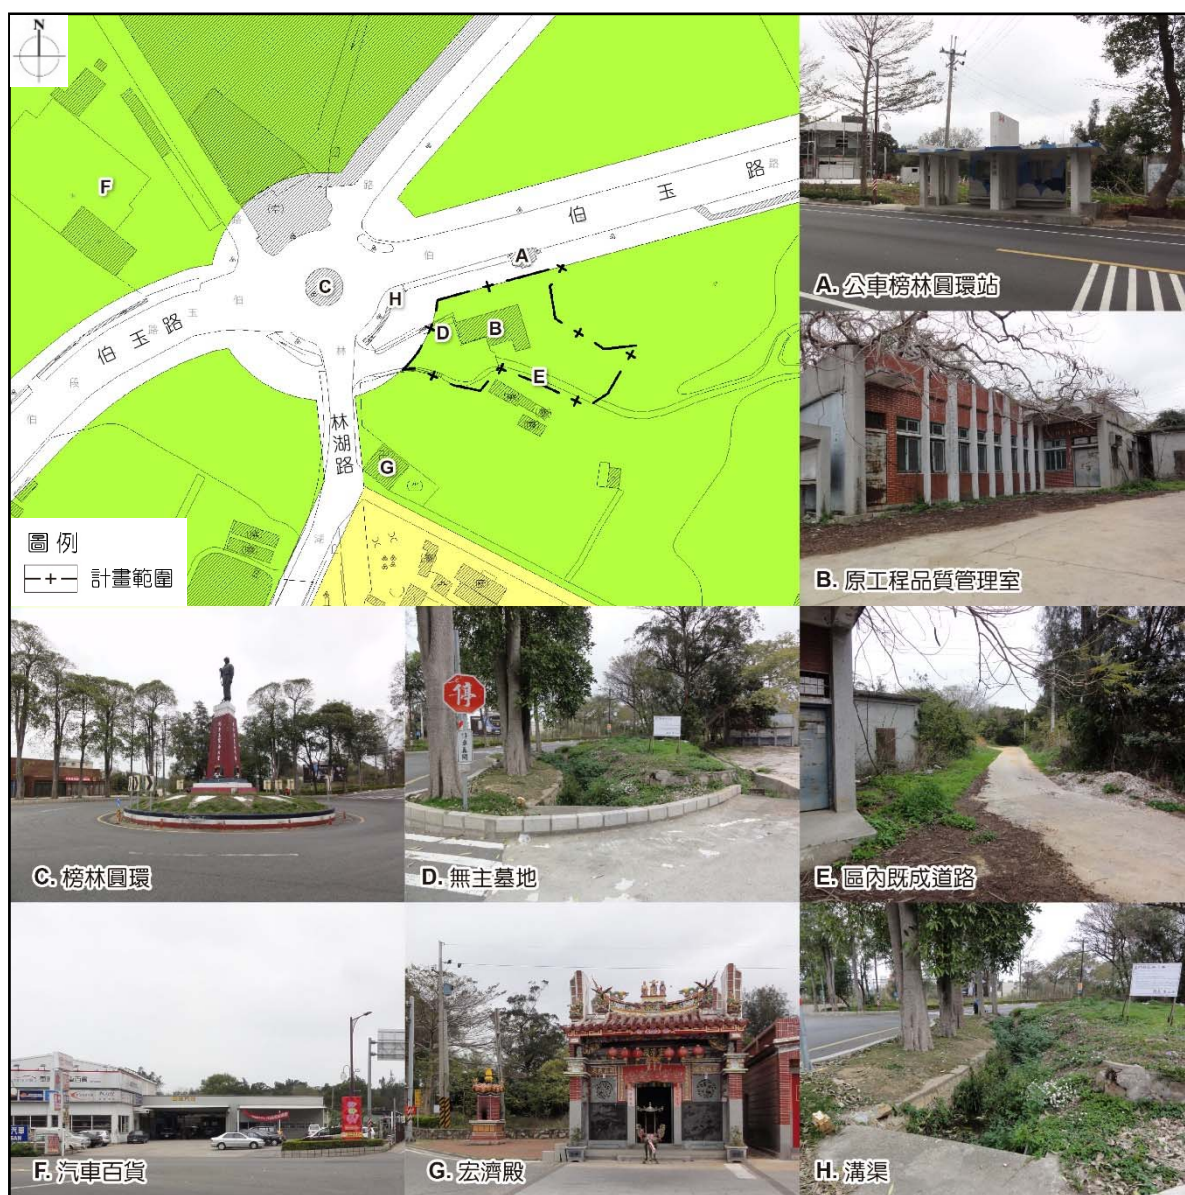 N
F
伯玉路
A
C
H
D
B
E
伯玉路
林湖路
G
圖例
計畫範圍
A. 公車榜林圓環站
B. 原工程品質管理室
C. 榜林圓環
停
D. 無主墓地
E. 區內既成道路
F. 汽車百貨
G. 宏濟殿
H. 溝渠